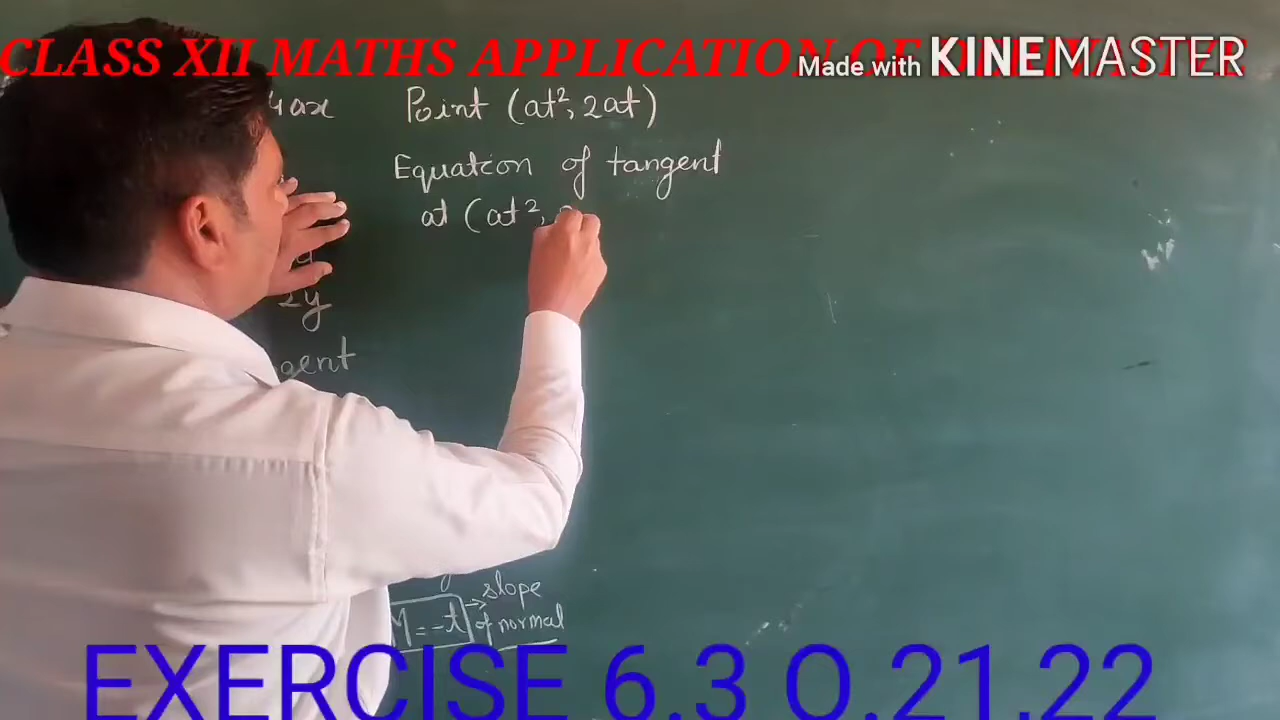 CLASS XII MATHS APPLICATION OF
Made with KINEMASTER
4ax Point (at², 2at)
Equation of tangent
at (at²,
2y
gent
slope
M = -t → of normal
EXERCISE 6.3 Q.21,22